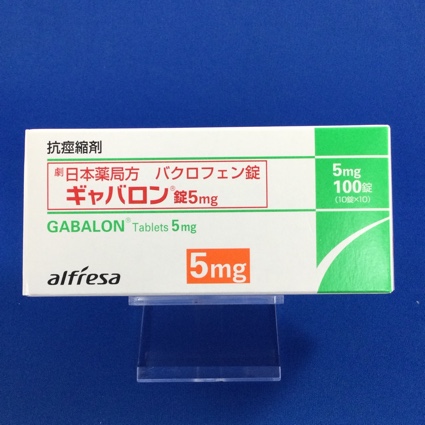 抗痙縮剤
劇 日本薬局方 バクロフェン錠
ギャバロン®錠5mg
GABALON® Tablets 5mg
5mg
100錠
(10錠×10)
5mg
alfresa